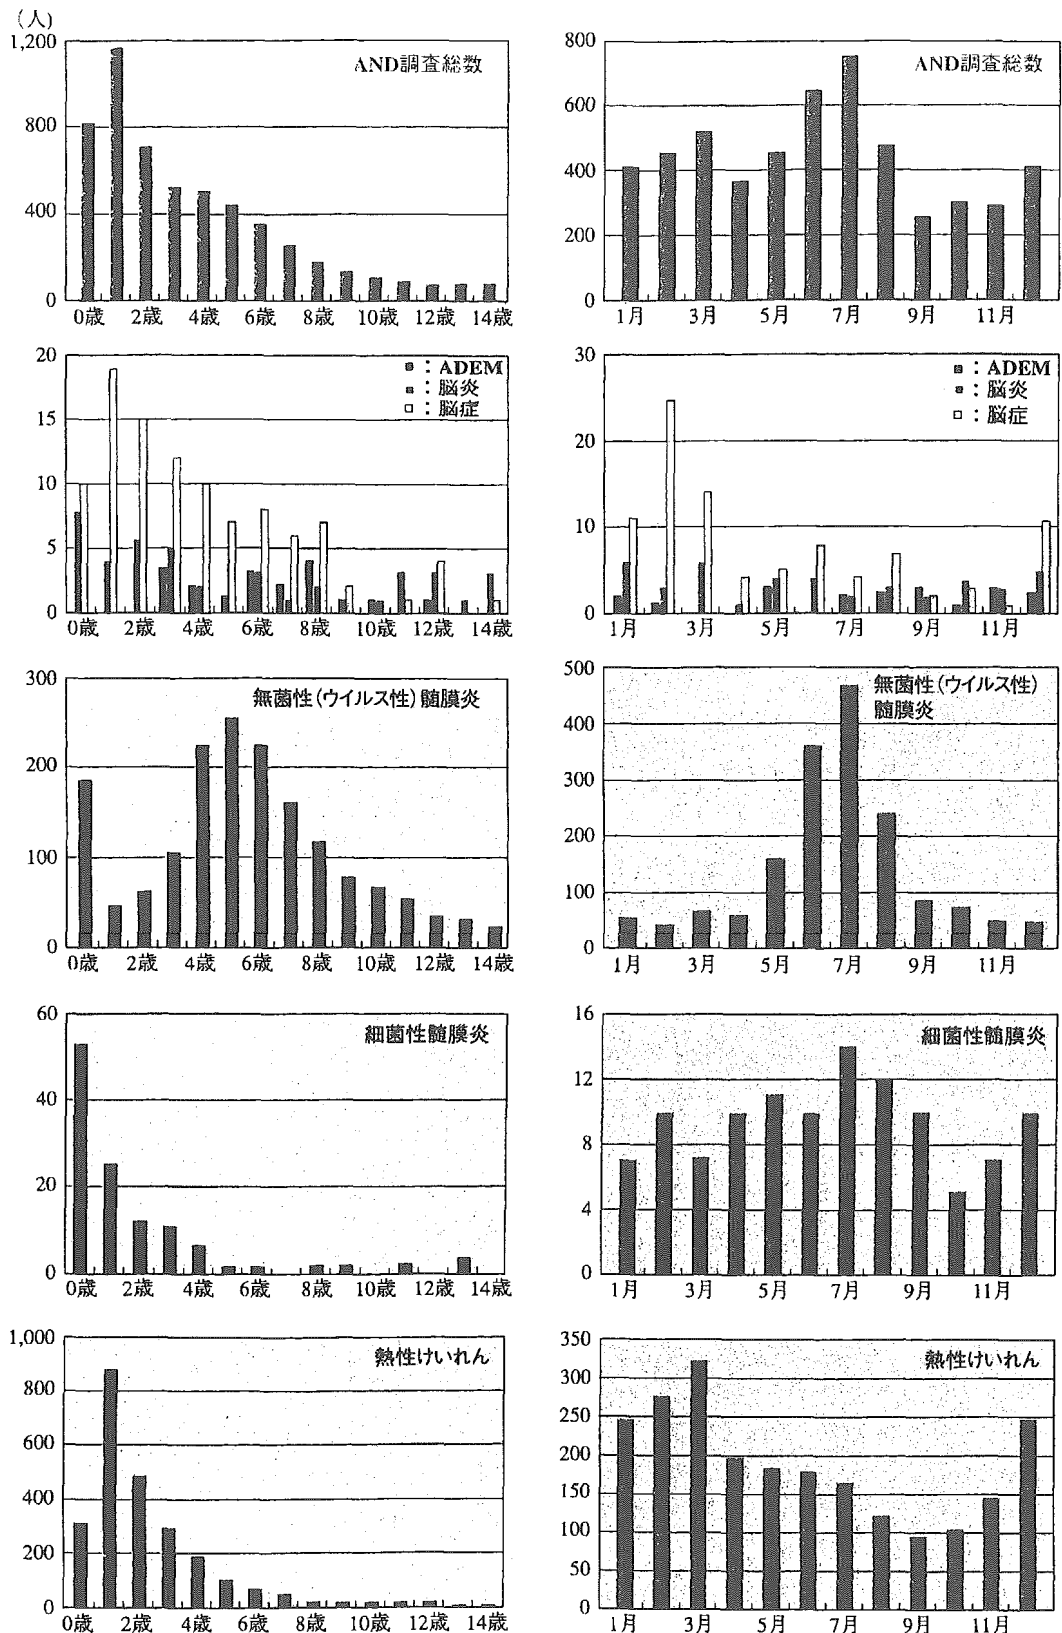 (人)
1,200
800
400
0
AND調査総数
0歳 2歳 4歳 6歳 8歳 10歳 12歳 14歳
800
600
400
200
0
AND調査総数
1月 3月 5月 7月 9月 11月
20
15
10
5
0
：ADEM
：脳炎
：脳症
0歳 2歳 4歳 6歳 8歳 10歳 12歳 14歳
30
20
10
0
：ADEM
：脳炎
：脳症
1月 3月 5月 7月 9月 11月
300
200
100
0
無菌性(ウイルス性)髄膜炎
0歳 2歳 4歳 6歳 8歳 10歳 12歳 14歳
500
400
300
200
100
0
無菌性(ウイルス性)
髄膜炎
1月 3月 5月 7月 9月 11月
60
40
20
0
細菌性髄膜炎
0歳 2歳 4歳 6歳 8歳 10歳 12歳 14歳
16
12
8
4
0
細菌性髄膜炎
1月 3月 5月 7月 9月 11月
1,000
800
600
400
200
0
熱性けいれん
0歳 2歳 4歳 6歳 8歳 10歳 12歳 14歳
350
300
250
200
150
100
50
0
熱性けいれん
1月 3月 5月 7月 9月 11月